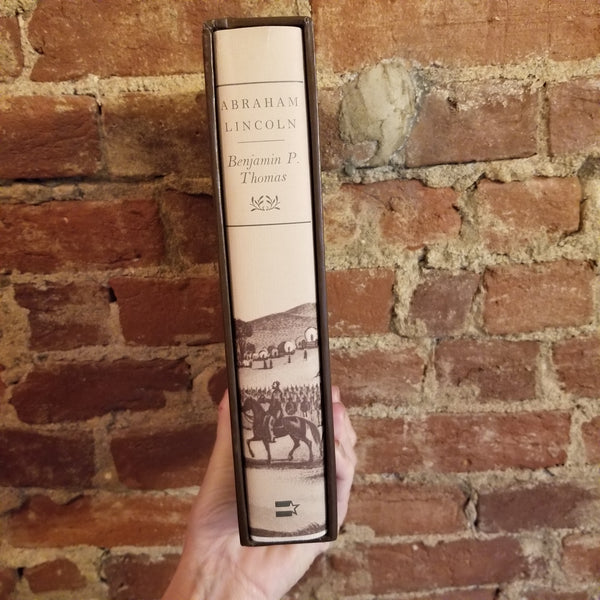 ABRAHAM
LINCOLN
Benjamin P.
Thomas